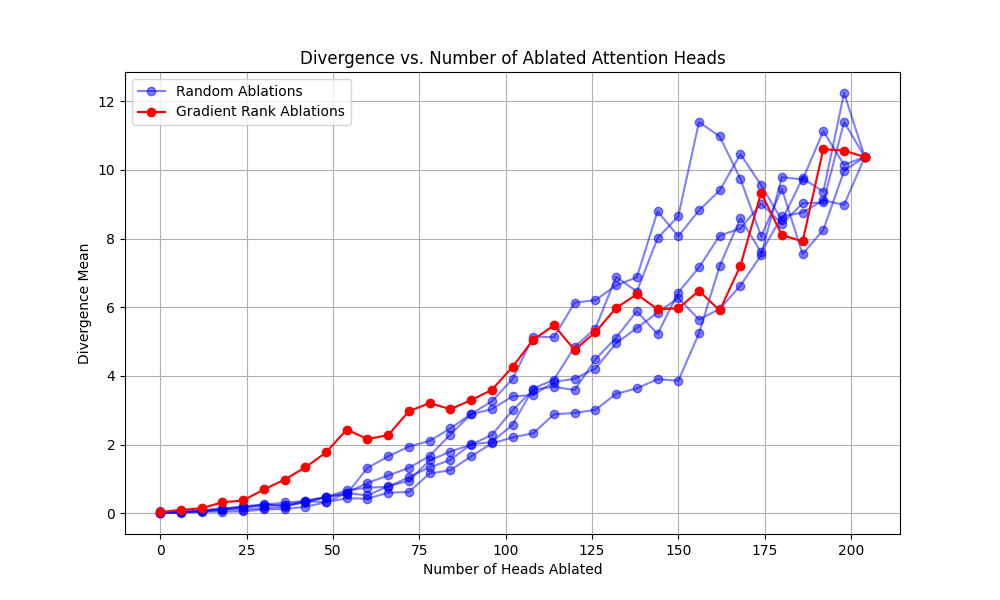 Divergence vs. Number of Ablated Attention Heads
Random Ablations
Gradient Rank Ablations
Divergence Mean
12
10
8
6
4
2
0
0 25 50 75 100 125 150 175 200
Number of Heads Ablated